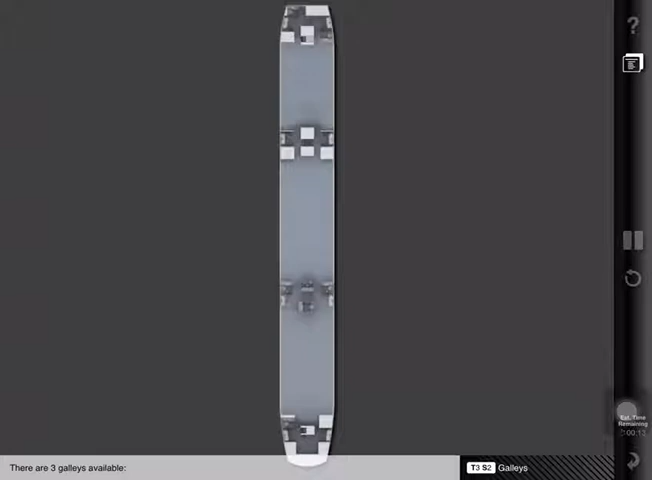 ?
Est. Time
Remaining
There are 3 galleys available:
T3 S2 Galleys